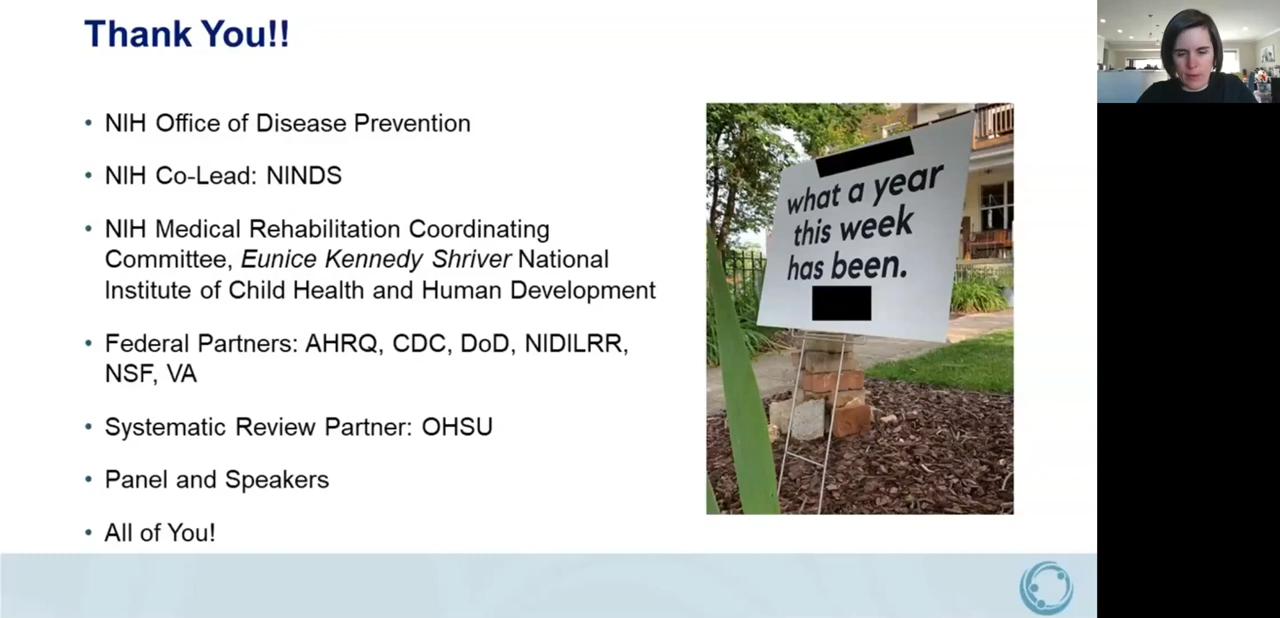 Thank You!!
• NIH Office of Disease Prevention
• NIH Co-Lead: NINDS
• NIH Medical Rehabilitation Coordinating
Committee, Eunice Kennedy Shriver National
Institute of Child Health and Human Development
• Federal Partners: AHRQ, CDC, DoD, NIDILRR,
NSF, VA
• Systematic Review Partner: OHSU
• Panel and Speakers
• All of You!
what a year
this week
has been.